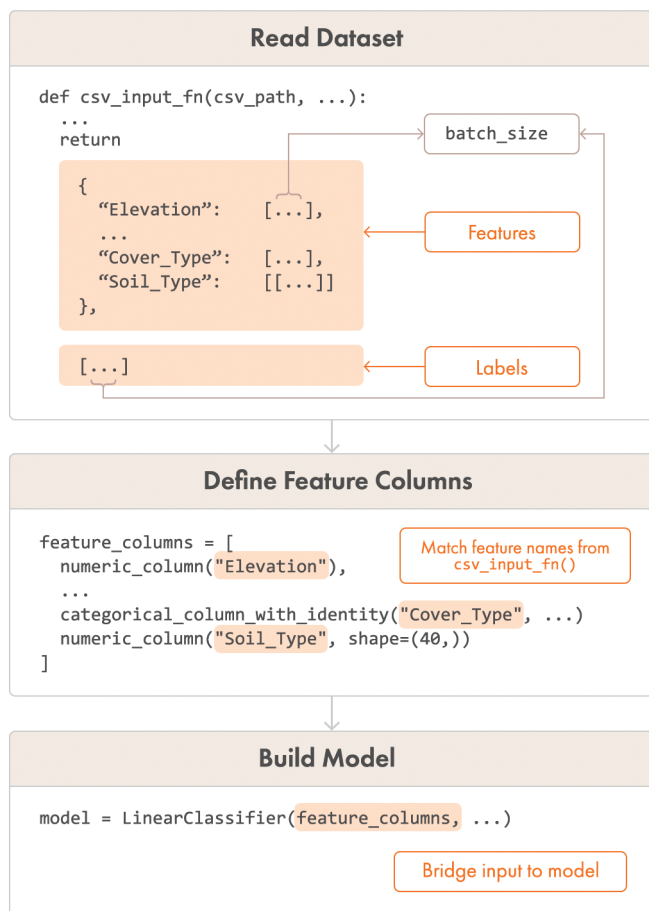 Read Dataset
def csv_input_fn(csv_path, ...):
...
return
batch_size
{
“Elevation”: [...],
...
“Cover_Type”: [...],
“Soil_Type”: [[...]]
},
Features
[...]
Labels
Define Feature Columns
feature_columns = [
numeric_column("Elevation"),
...
categorical_column_with_identity("Cover_Type", ...)
numeric_column("Soil_Type", shape=(40,))
]
Match feature names from
csv_input_fn()
Build Model
model = LinearClassifier(feature_columns, ...)
Bridge input to model